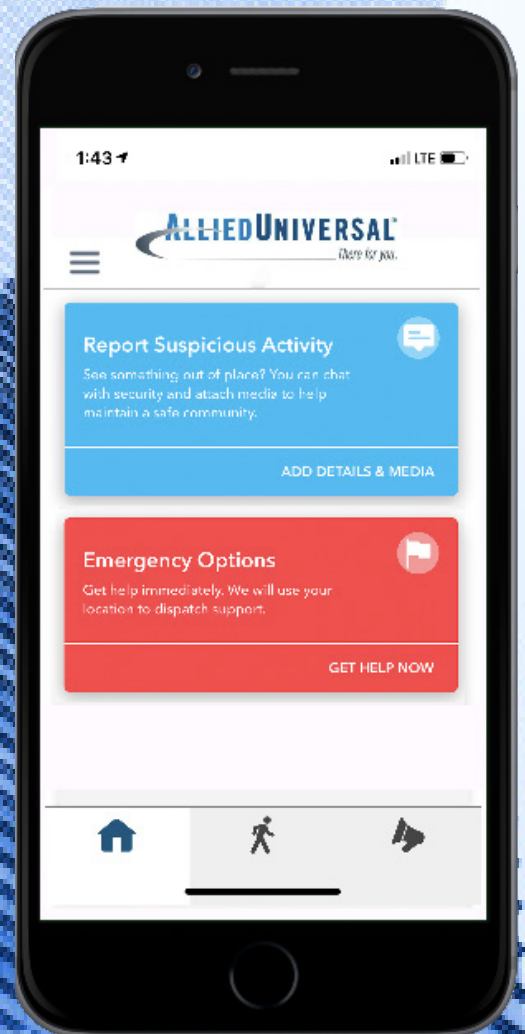 1:43
LTE
ALLIEDUNIVERSAL®
There for you.
Report Suspicious Activity
See something out of place? You can chat
with security and attach media to help
maintain a safe community.
ADD DETAILS & MEDIA
Emergency Options
Get help immediately. We will use your
location to dispatch support.
GET HELP NOW